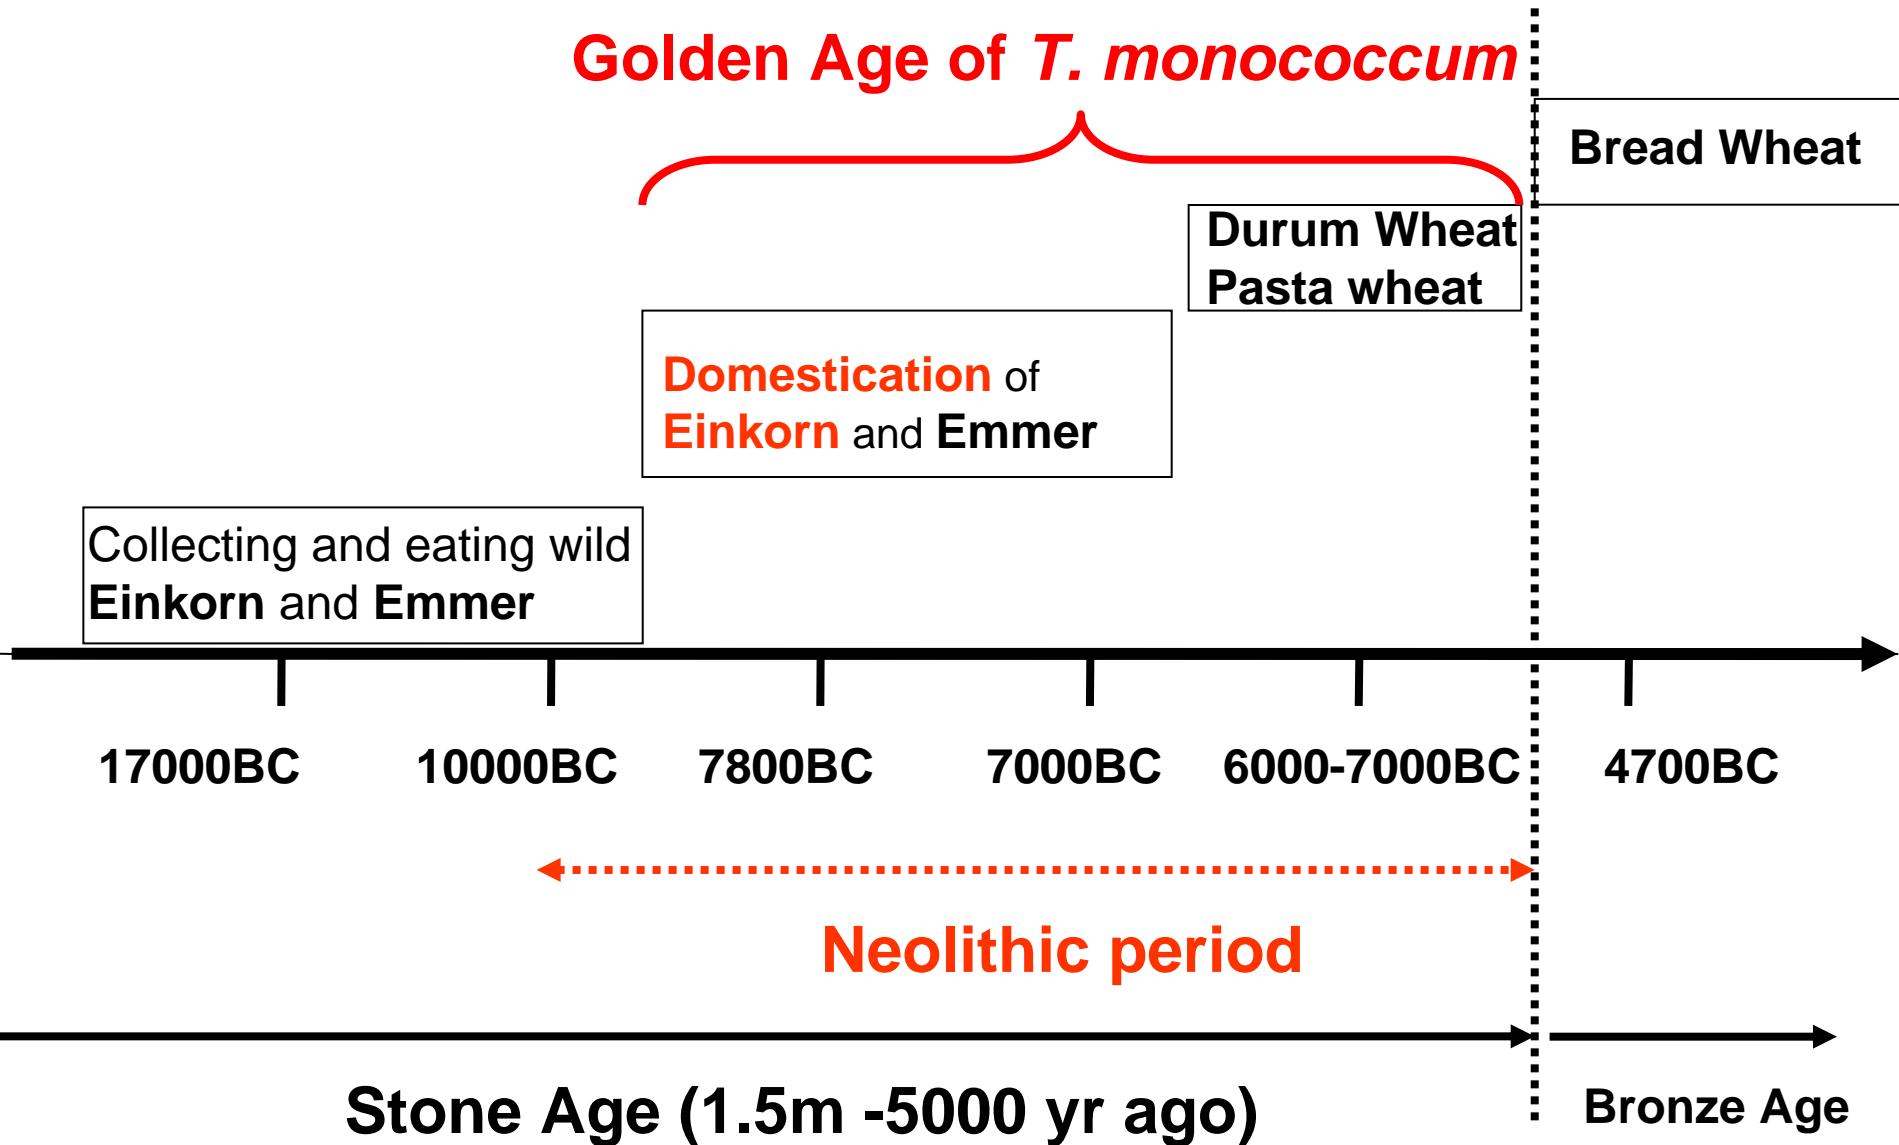 Golden Age of T. monococcum
Bread Wheat
Durum Wheat
Pasta wheat
Domestication of
Einkorn and Emmer
Collecting and eating wild
Einkorn and Emmer
17000BC
10000BC
7800BC
7000BC
6000-7000BC
4700BC
Neolithic period
Stone Age (1.5m -5000 yr ago)
Bronze Age